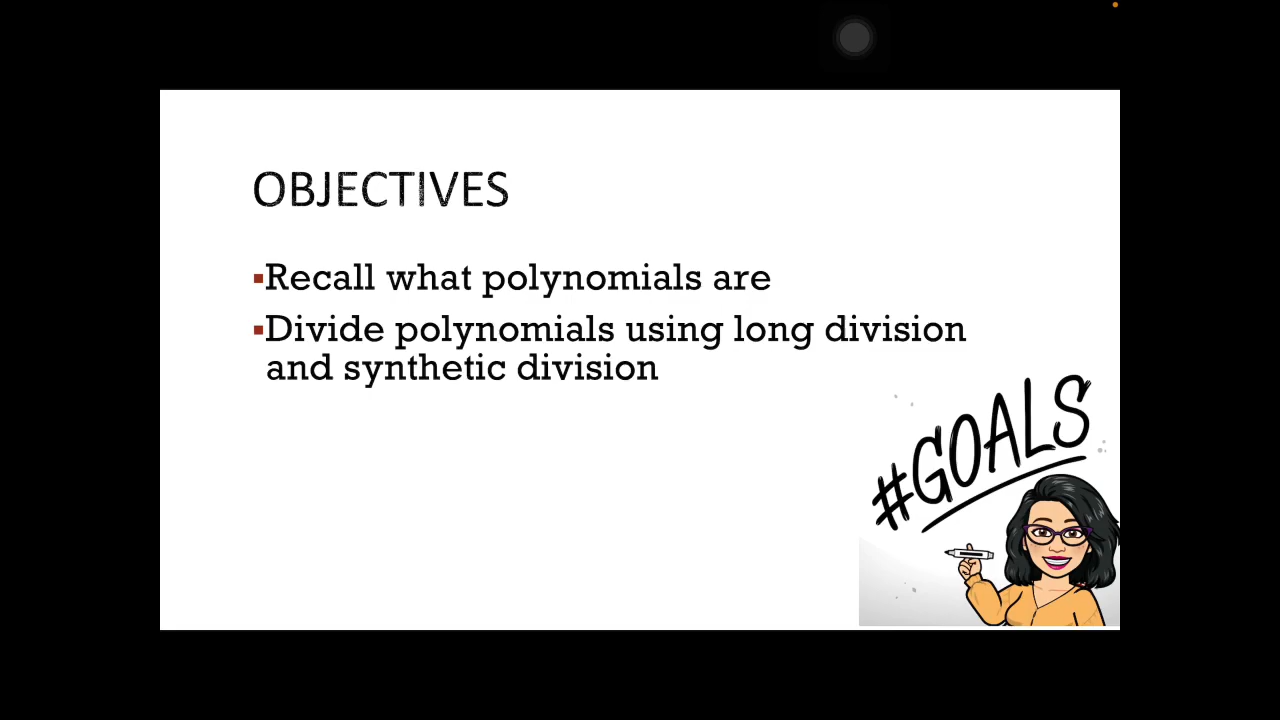 OBJECTIVES
▪Recall what polynomials are
▪Divide polynomials using long division
and synthetic division
#GOALS